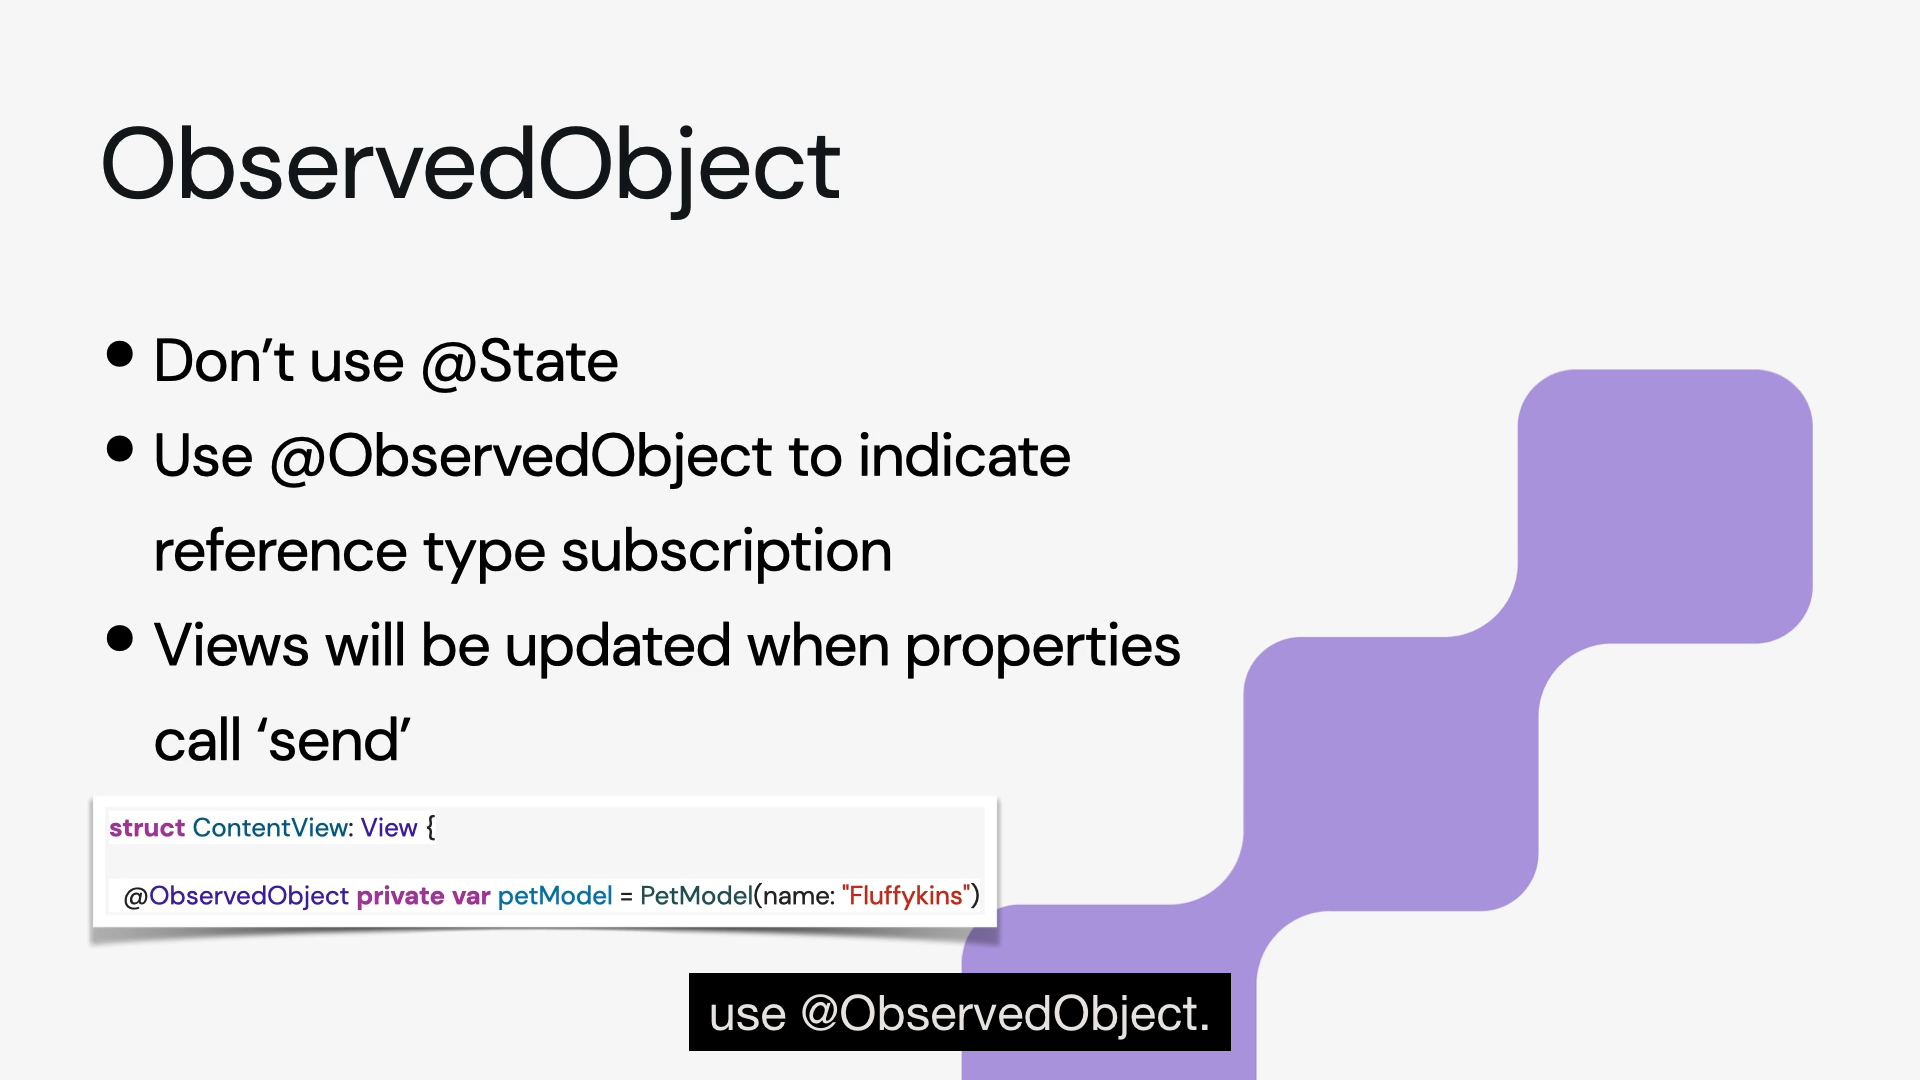 ObservedObject
• Don’t use @State
• Use @ObservedObject to indicate
reference type subscription
• Views will be updated when properties
call ‘send’
struct ContentView: View {
@ObservedObject private var petModel = PetModel(name: "Fluffykins")
use @ObservedObject.